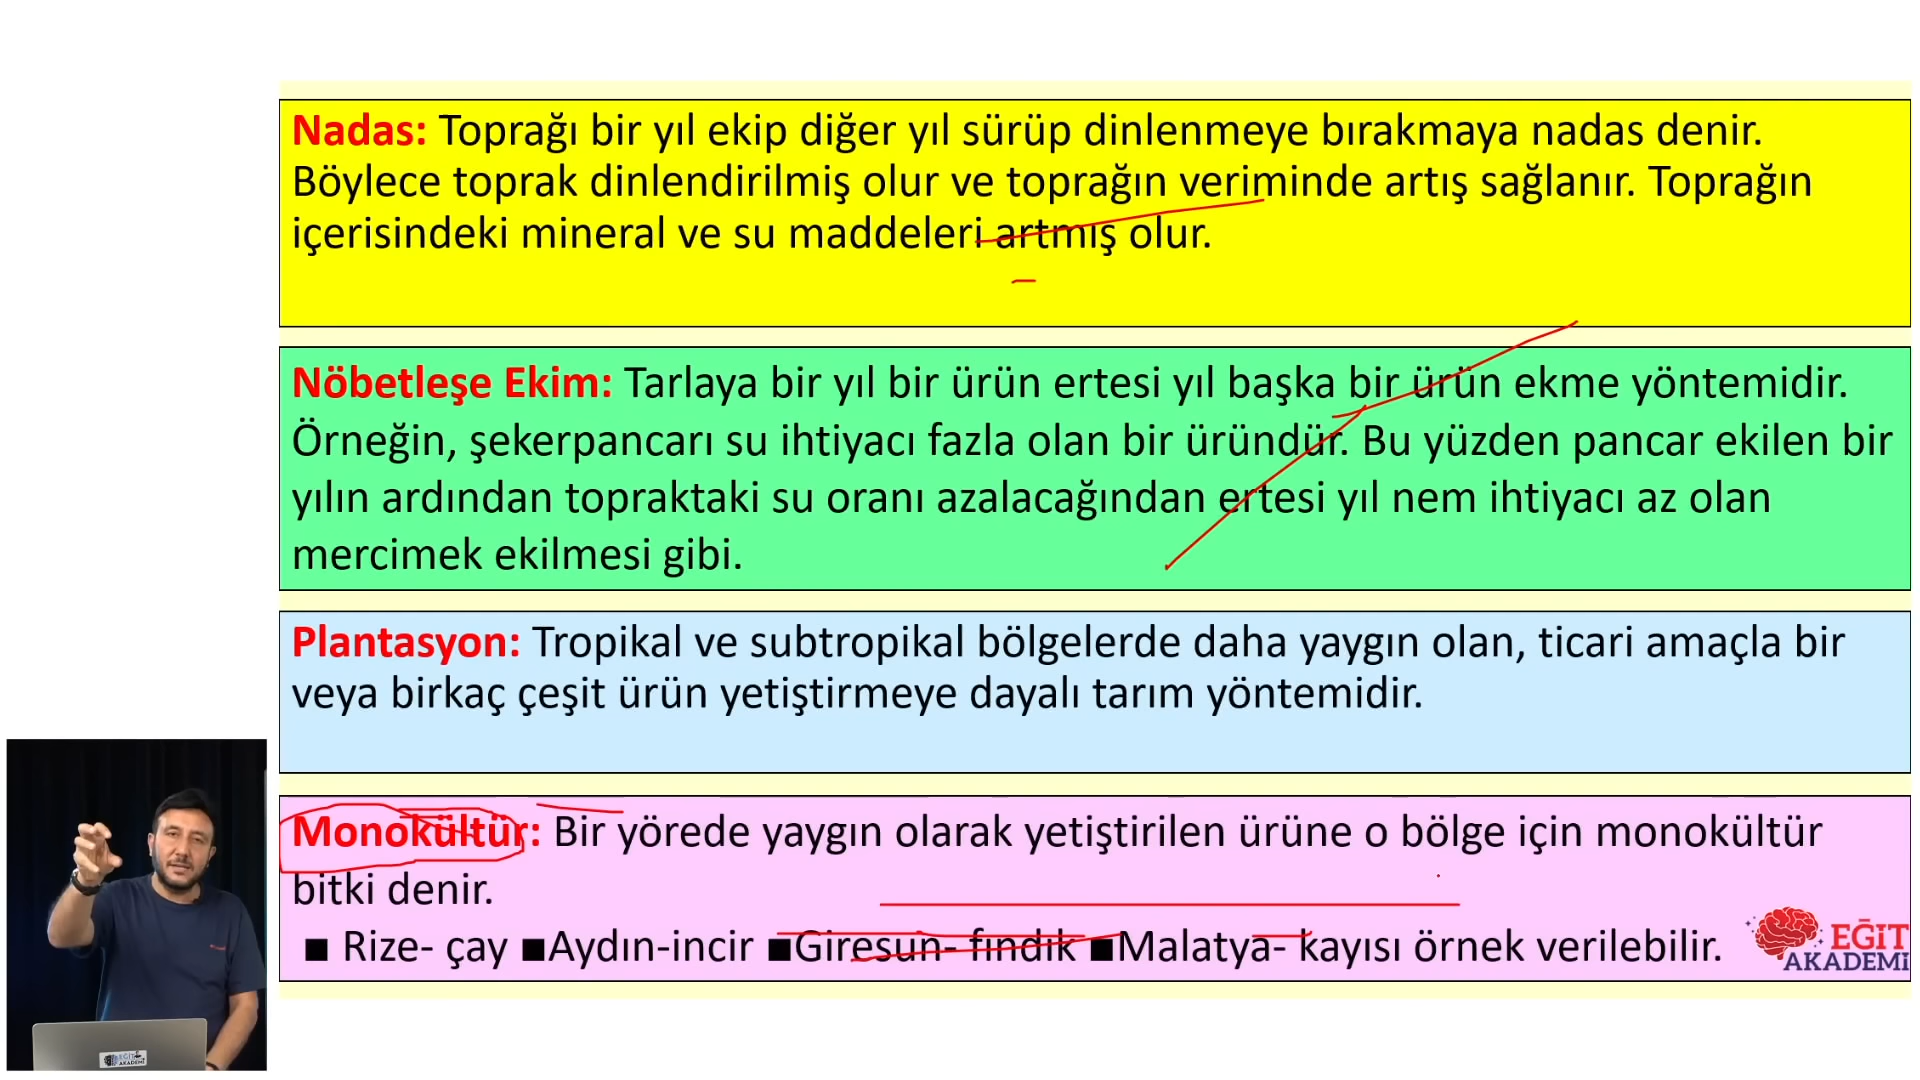 Nadas: Toprağı bir yıl ekip diğer yıl sürüp dinlenmeye bırakmaya nadas denir.
Böylece toprak dinlendirilmiş olur ve toprağın veriminde artış sağlanır. Toprağın
içerisindeki mineral ve su maddeleri artmış olur.
Nöbetleşe Ekim: Tarlaya bir yıl bir ürün ertesi yıl başka bir ürün ekme yöntemidir.
Örneğin, şekerpancarı su ihtiyacı fazla olan bir üründür. Bu yüzden pancar ekilen bir
yılın ardından topraktaki su oranı azalacağından ertesi yıl nem ihtiyacı az olan
mercimek ekilmesi gibi.
Plantasyon: Tropikal ve subtropikal bölgelerde daha yaygın olan, ticari amaçla bir
veya birkaç çeşit ürün yetiştirmeye dayalı tarım yöntemidir.
Monokültür: Bir yörede yaygın olarak yetiştirilen ürüne o bölge için monokültür
bitki denir.
■ Rize- çay ■Aydın-incir ■Giresun- fındık ■Malatya- kayısı örnek verilebilir.
EĞİT
AKADEMİ
EĞİT
AKADEMİ